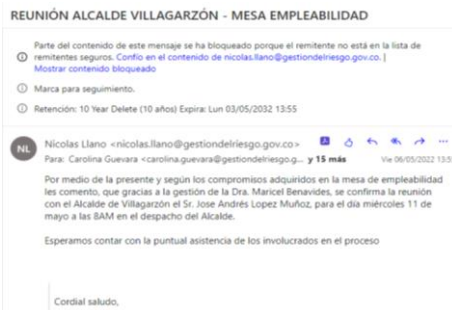 REUNIÓN ALCALDE VILLAGARZÓN - MESA EMPLEABILIDAD
Parte del contenido de este mensaje se ha bloqueado porque el remitente no está en la lista de
remitentes seguros. Confío en el contenido de nicolas.llano@gestiondelriesgo.gov.co. |
Mostrar contenido bloqueado
Marca para seguimiento.
Retención: 10 Year Delete (10 años) Expira: Lun 03/05/2032 13:55
NL
Nicolas Llano <nicolas.llano@gestiondelriesgo.gov.co>
Para: Carolina Guevara <carolina.guevara@gestiondelriesgo.g... y 15 más
Vie 06/05/2022 13:5
Por medio de la presente y según los compromisos adquiridos en la mesa de empleabilidad
les comento, que gracias a la gestión de la Dra. Maricel Benavides, se confirma la reunión
con el Alcalde de Villagarzón el Sr. Jose Andrés Lopez Muñoz, para el día miércoles 11 de
mayo a las 8AM en el despacho del Alcalde.
Esperamos contar con la puntual asistencia de los involucrados en el proceso
Cordial saludo,